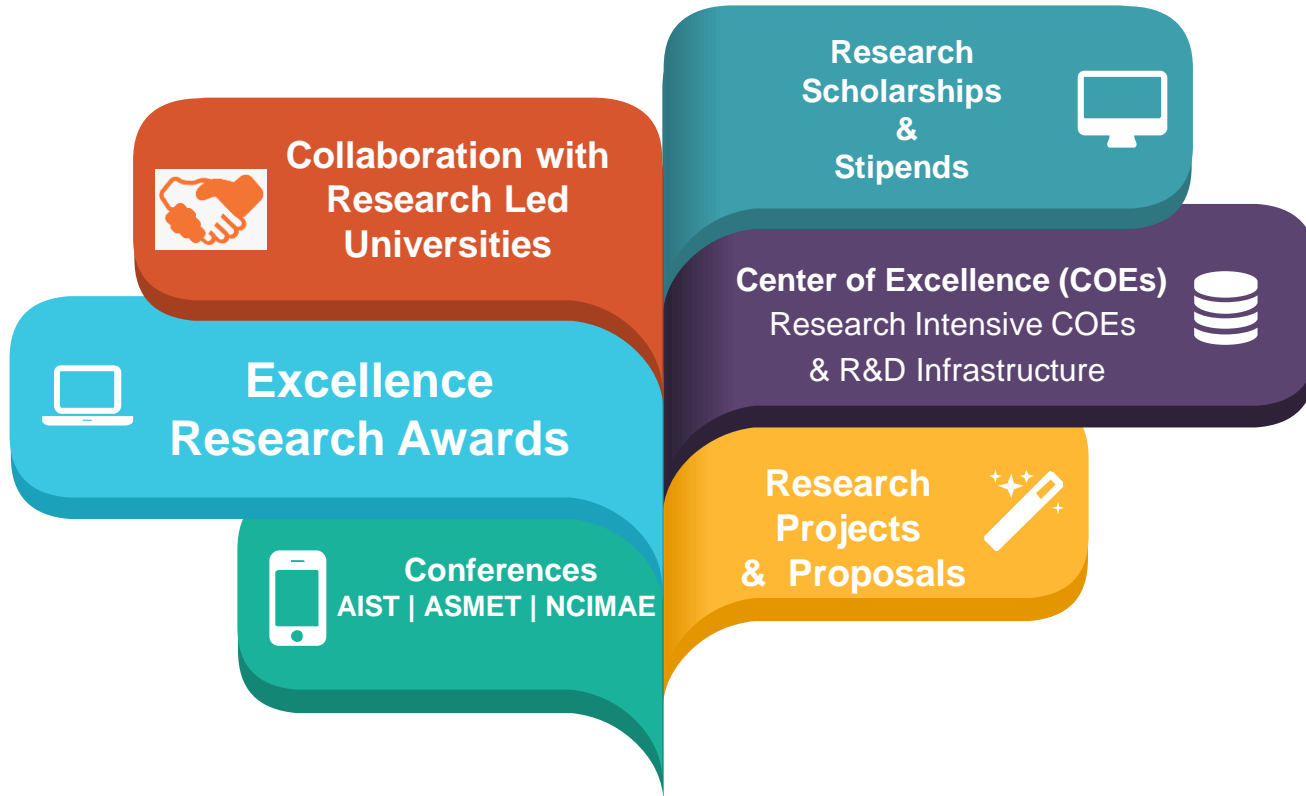 Research
Scholarships
&
Stipends
Collaboration with
Research Led
Universities
Center of Excellence (COEs)
Research Intensive COEs
& R&D Infrastructure
Excellence
Research Awards
Research
Projects
& Proposals
Conferences
AIST | ASMET | NCIMAE